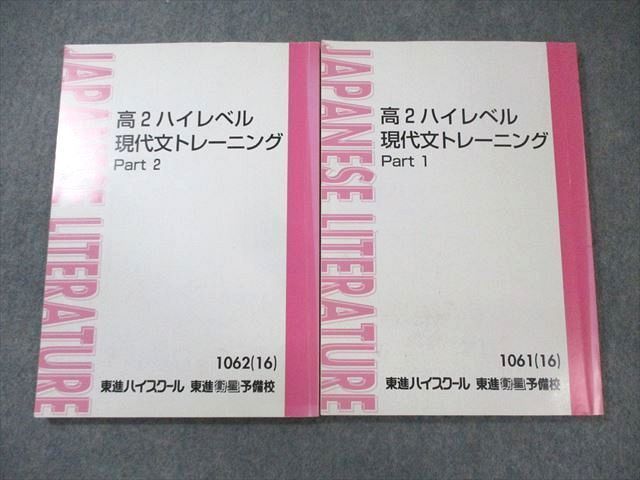 JAPANESE LITERATURE
高2ハイレベル
現代文トレーニング
Part 2
1062(16)
東進ハイスクール 東進衛星予備校
JAPANESE LITERATURE
高2ハイレベル
現代文トレーニング
Part 1
1061(16)
東進ハイスクール 東進衛星予備校